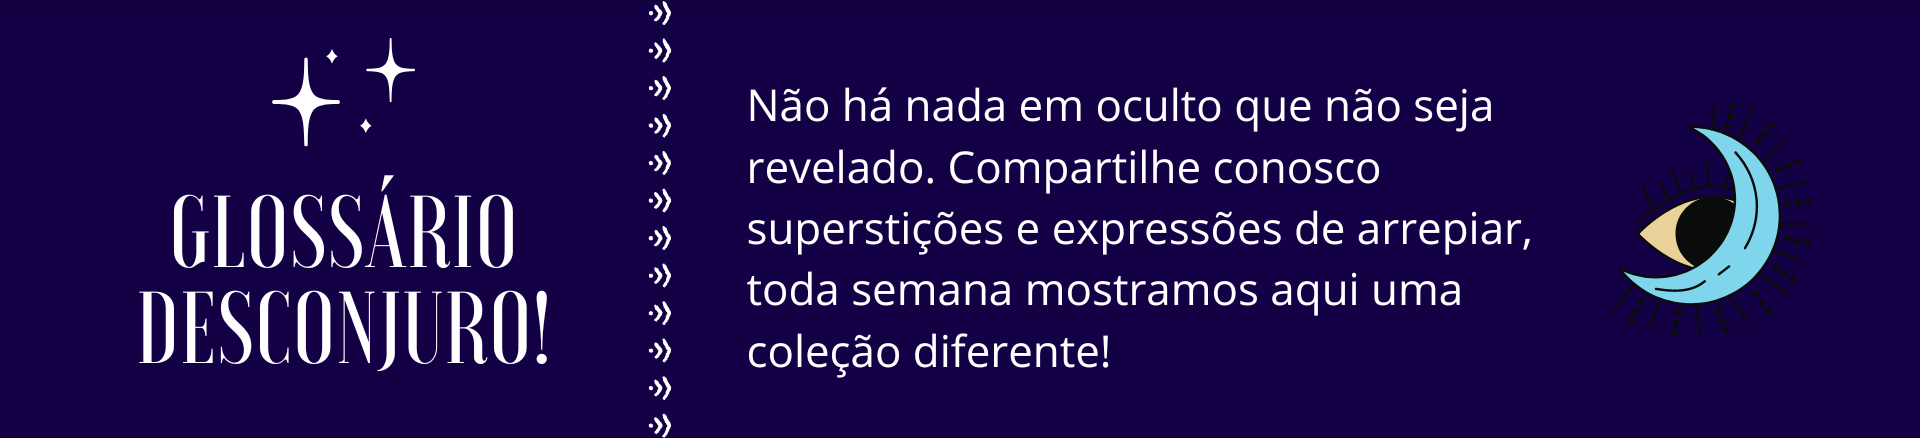 GLOSSÁRIO
DESCONJURO!
Não há nada em oculto que não seja
revelado. Compartilhe conosco
superstições e expressões de arrepiar,
toda semana mostramos aqui uma
coleção diferente!